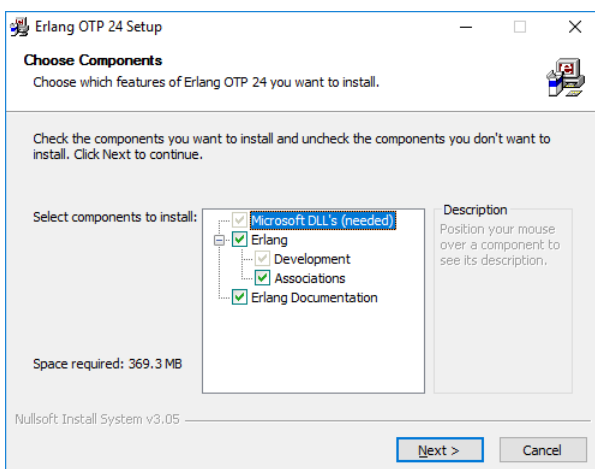 Erlang OTP 24 Setup
Choose Components
Choose which features of Erlang OTP 24 you want to install.
Check the components you want to install and uncheck the components you don't want to
install. Click Next to continue.
Select components to install:
Microsoft DLL's (needed)
Erlang
Development
Associations
Erlang Documentation
Description
Position your mouse
over a component to
see its description.
Space required: 369.3 MB
Nullsoft Install System v3.05
Next >
Cancel